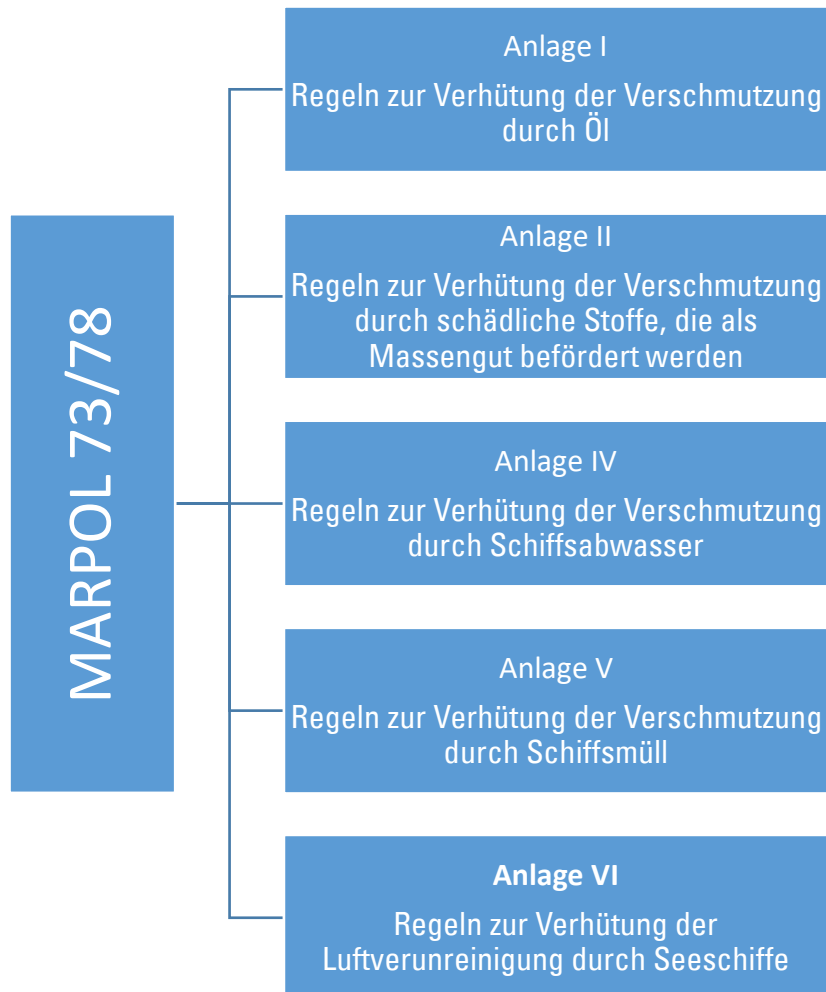 MARPOL 73/78
Anlage I
Regeln zur Verhütung der Verschmutzung
durch Öl
Anlage II
Regeln zur Verhütung der Verschmutzung
durch schädliche Stoffe, die als
Massengut befördert werden
Anlage IV
Regeln zur Verhütung der Verschmutzung
durch Schiffsabwasser
Anlage V
Regeln zur Verhütung der Verschmutzung
durch Schiffsmüll
Anlage VI
Regeln zur Verhütung der
Luftverunreinigung durch Seeschiffe